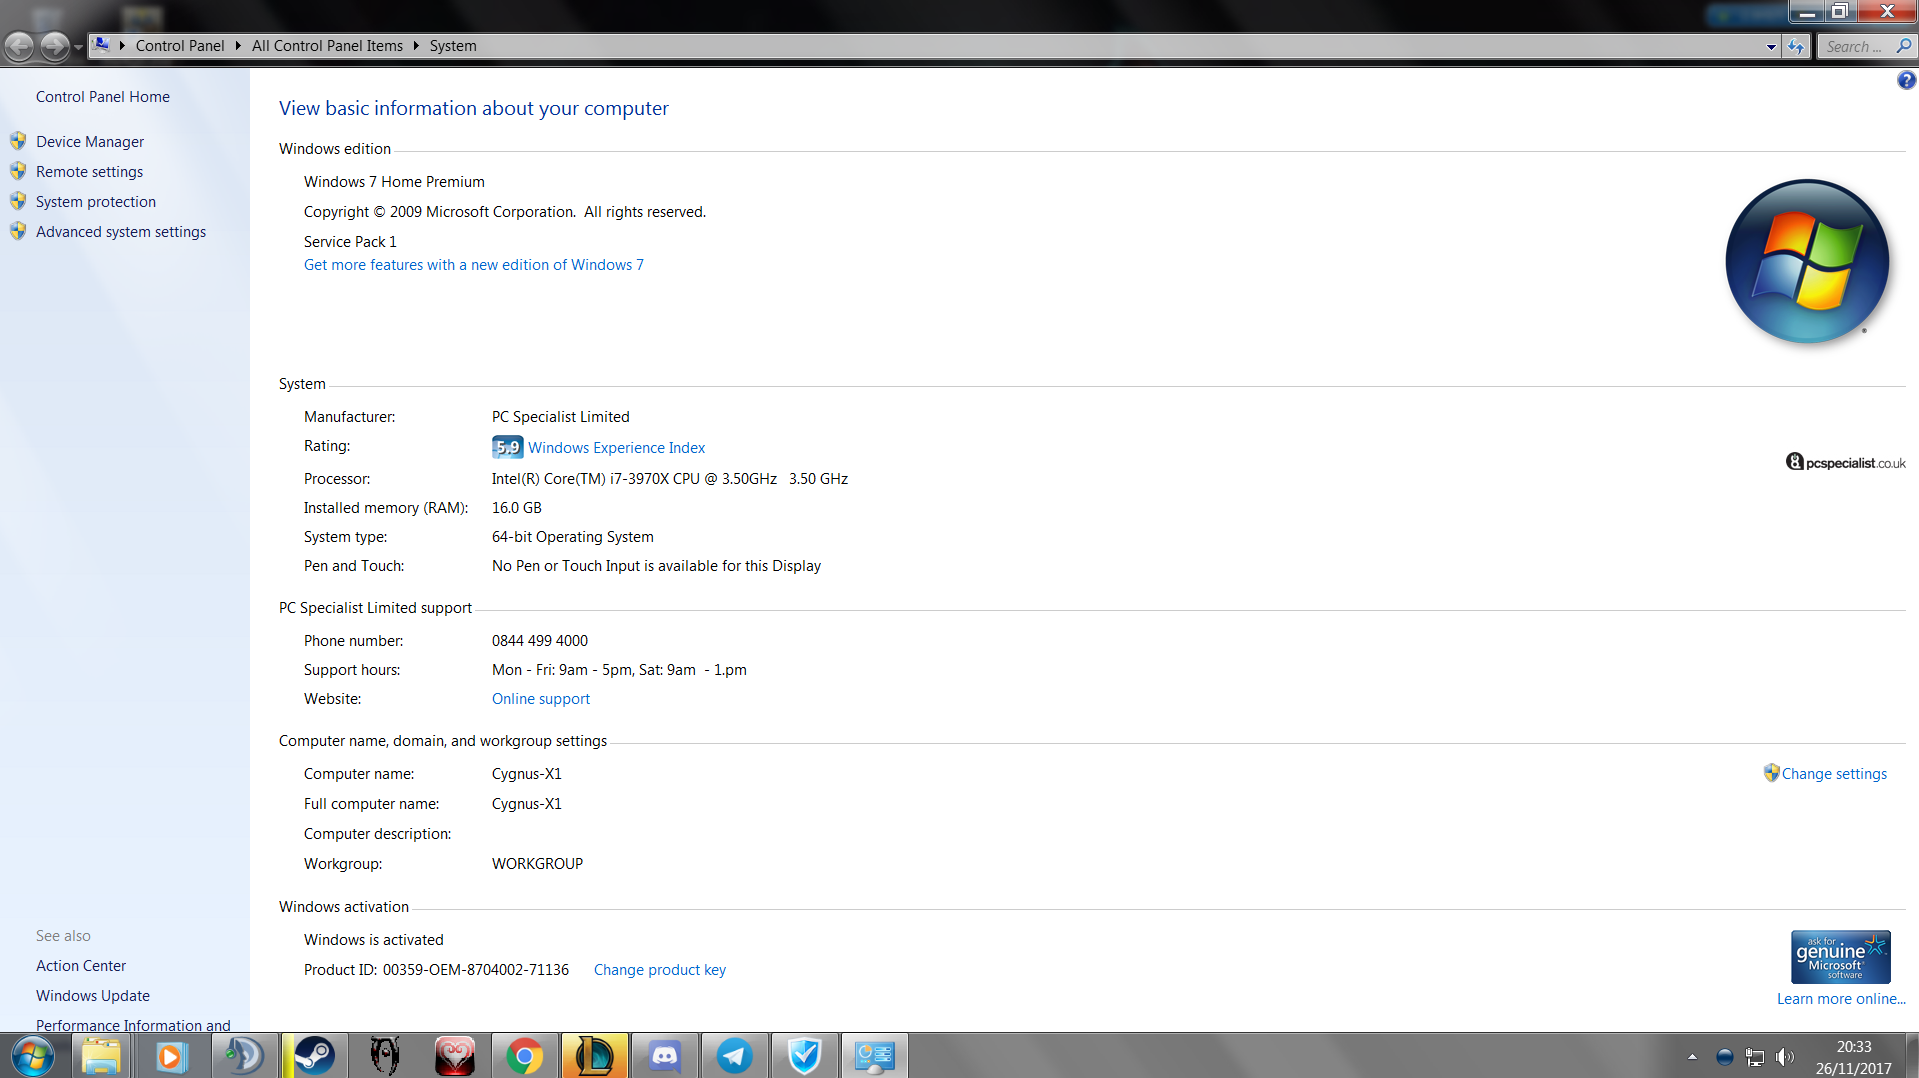 Control Panel ▸ All Control Panel Items ▸ System
Search ...
Control Panel Home
Device Manager
Remote settings
System protection
Advanced system settings
View basic information about your computer
Windows edition
Windows 7 Home Premium
Copyright © 2009 Microsoft Corporation.  All rights reserved.
Service Pack 1
Get more features with a new edition of Windows 7
System
Manufacturer: PC Specialist Limited
Rating: 5.9 Windows Experience Index
Processor: Intel(R) Core(TM) i7-3970X CPU @ 3.50GHz   3.50 GHz
Installed memory (RAM): 16.0 GB
System type: 64-bit Operating System
Pen and Touch: No Pen or Touch Input is available for this Display
pcspecialist.co.uk
PC Specialist Limited support
Phone number: 0844 499 4000
Support hours: Mon - Fri: 9am - 5pm, Sat: 9am  - 1.pm
Website: Online support
Computer name, domain, and workgroup settings
Computer name: Cygnus-X1
Change settings
Full computer name: Cygnus-X1
Computer description:
Workgroup: WORKGROUP
Windows activation
Windows is activated
Product ID: 00359-OEM-8704002-71136 Change product key
ask for
genuine
Microsoft
software
Learn more online...
See also
Action Center
Windows Update
Performance Information and
20:33
26/11/2017